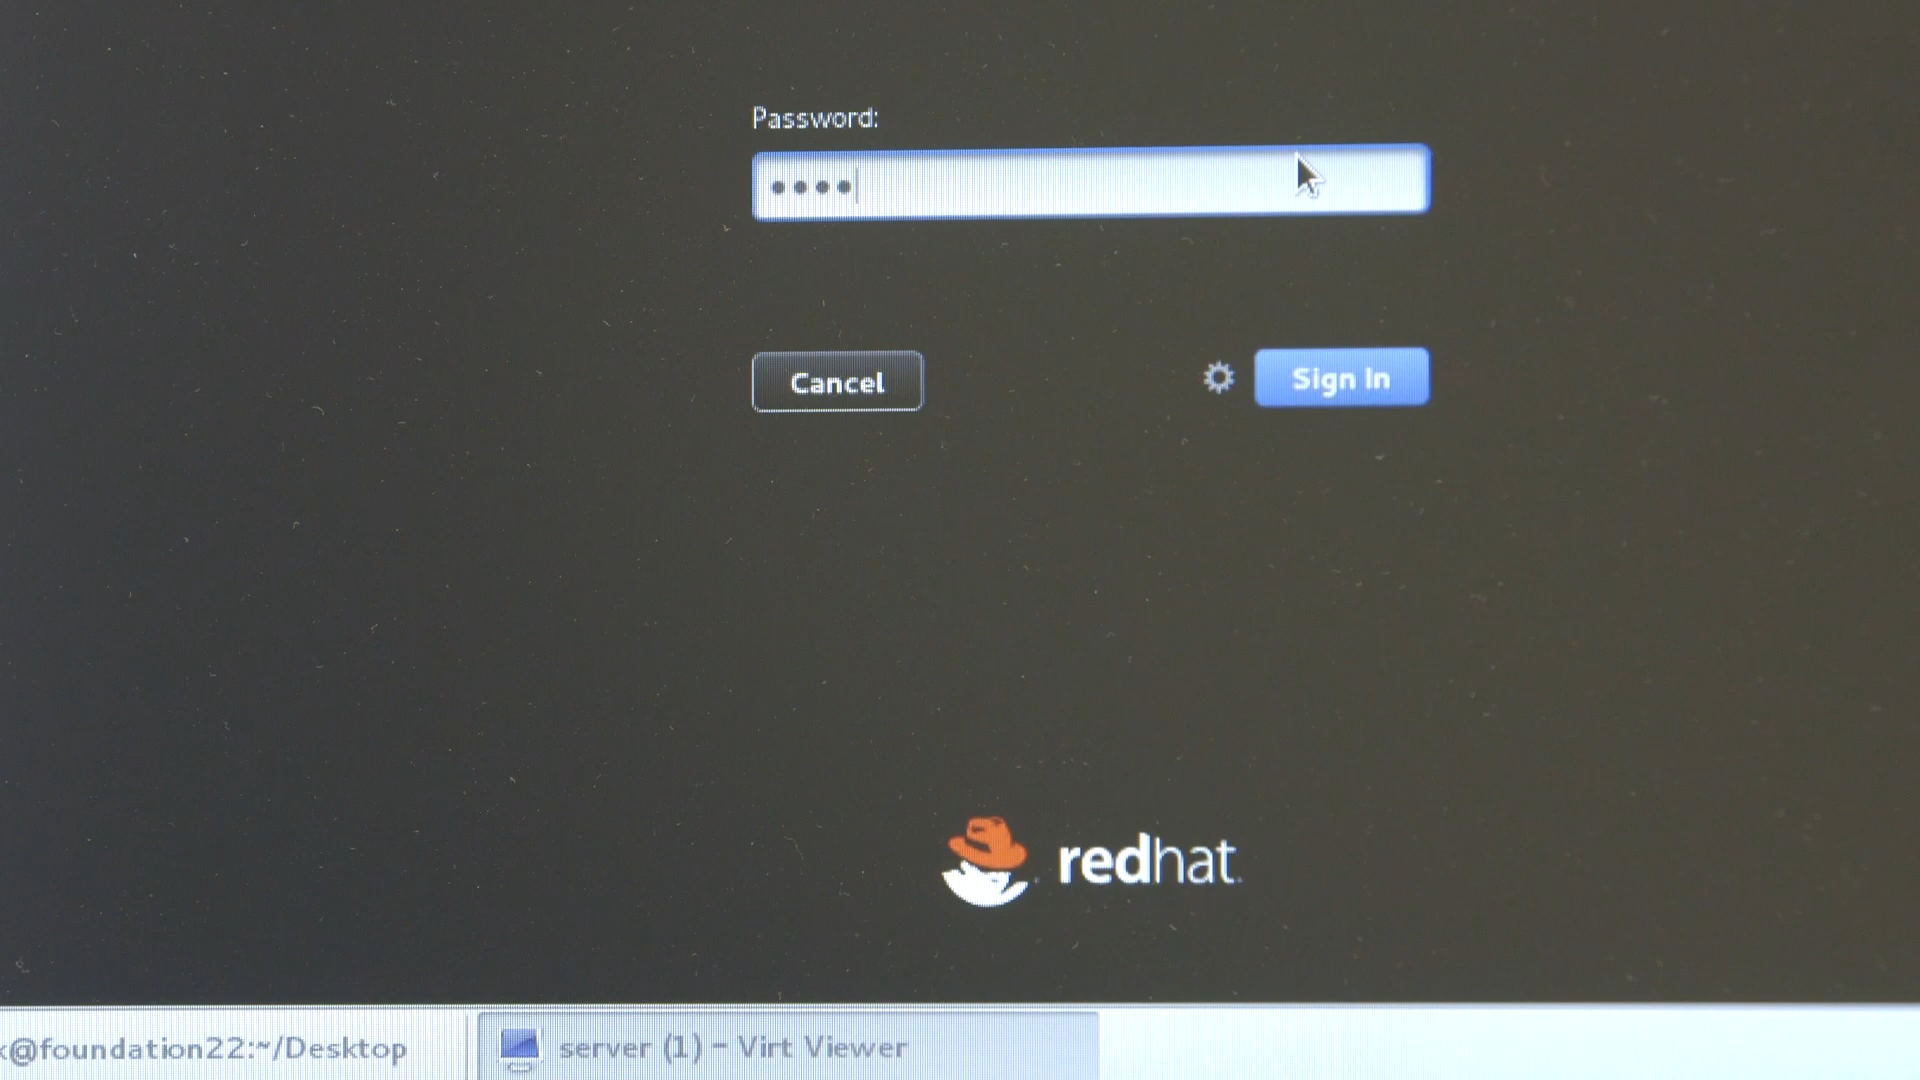 Password:
••••
Cancel
Sign In
redhat.
@foundation22:~/Desktop
server (1) - Virt Viewer